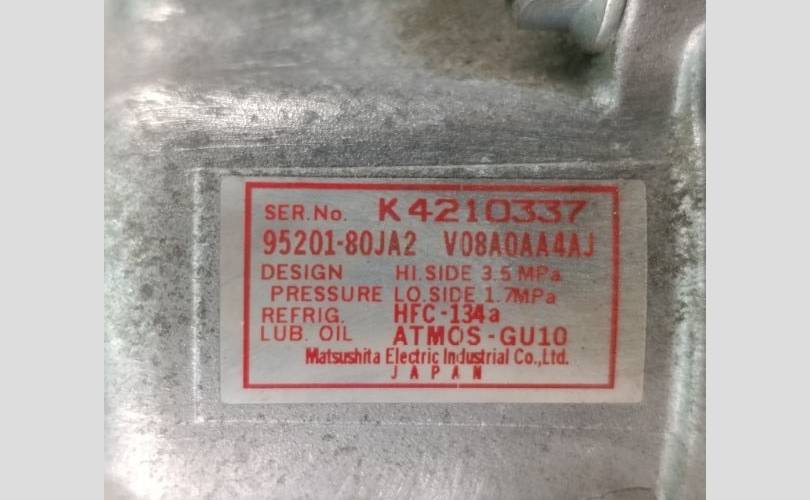 SER.No. K4210337
95201-80JA2 V08A0AA4AJ
DESIGN HI.SIDE 3.5 MPa
PRESSURE LO.SIDE 1.7MPa
REFRIG. HFC-134a
LUB. OIL ATMOS-GU10
Matsushita Electric Industrial Co.,Ltd.
JAPAN